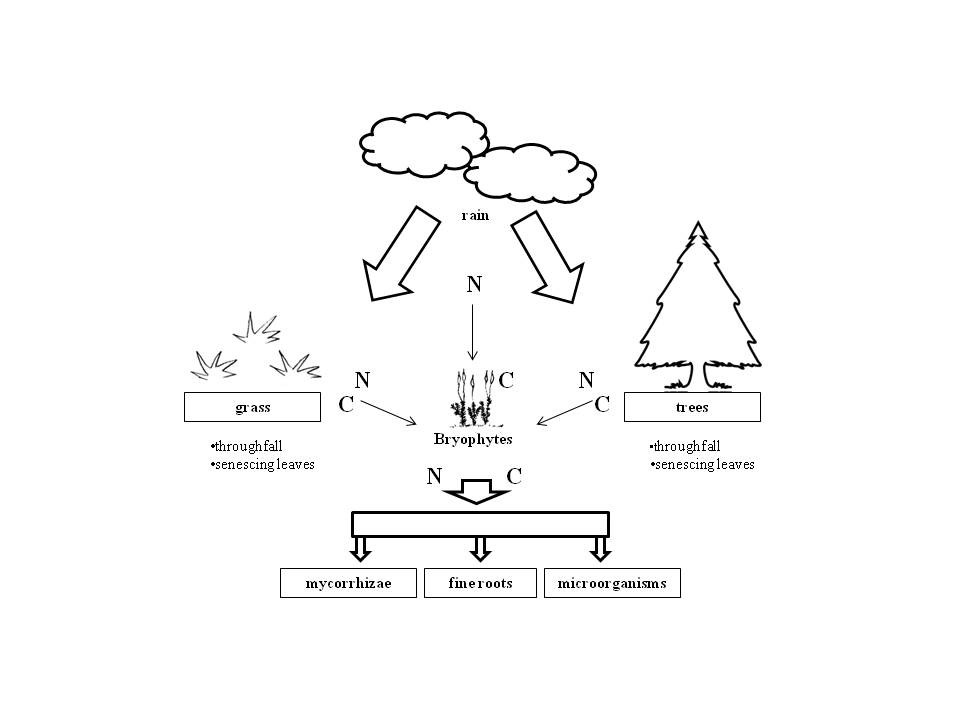 rain
N
N
C
C
N
C
grass
trees
Bryophytes
•throughfall
•senescing leaves
•throughfall
•senescing leaves
N
C
mycorrhizae
fine roots
microorganisms